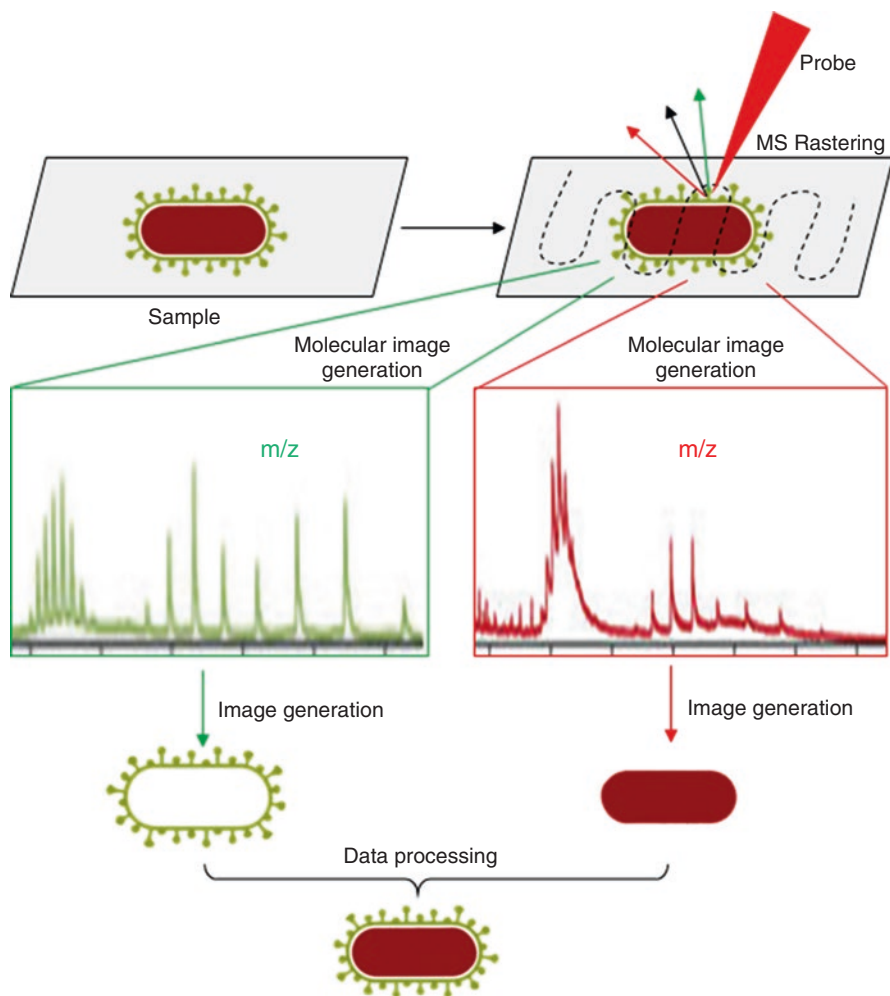 Probe
MS Rastering
Sample
Molecular image
generation
Molecular image
generation
m/z
m/z
Image generation
Image generation
Data processing